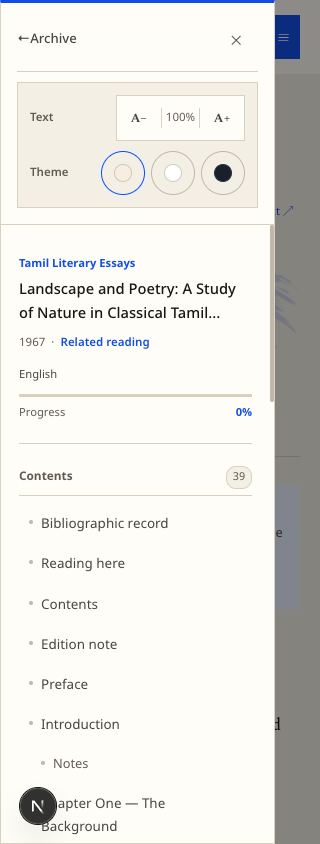 ←Archive
×
Text
A− 100% A+
Theme
Tamil Literary Essays
Landscape and Poetry: A Study
of Nature in Classical Tamil...
1967 · Related reading
English
Progress 0%
Contents 39
Bibliographic record
Reading here
Contents
Edition note
Preface
Introduction
Notes
apter One — The
Background
N
t ↗
e
d